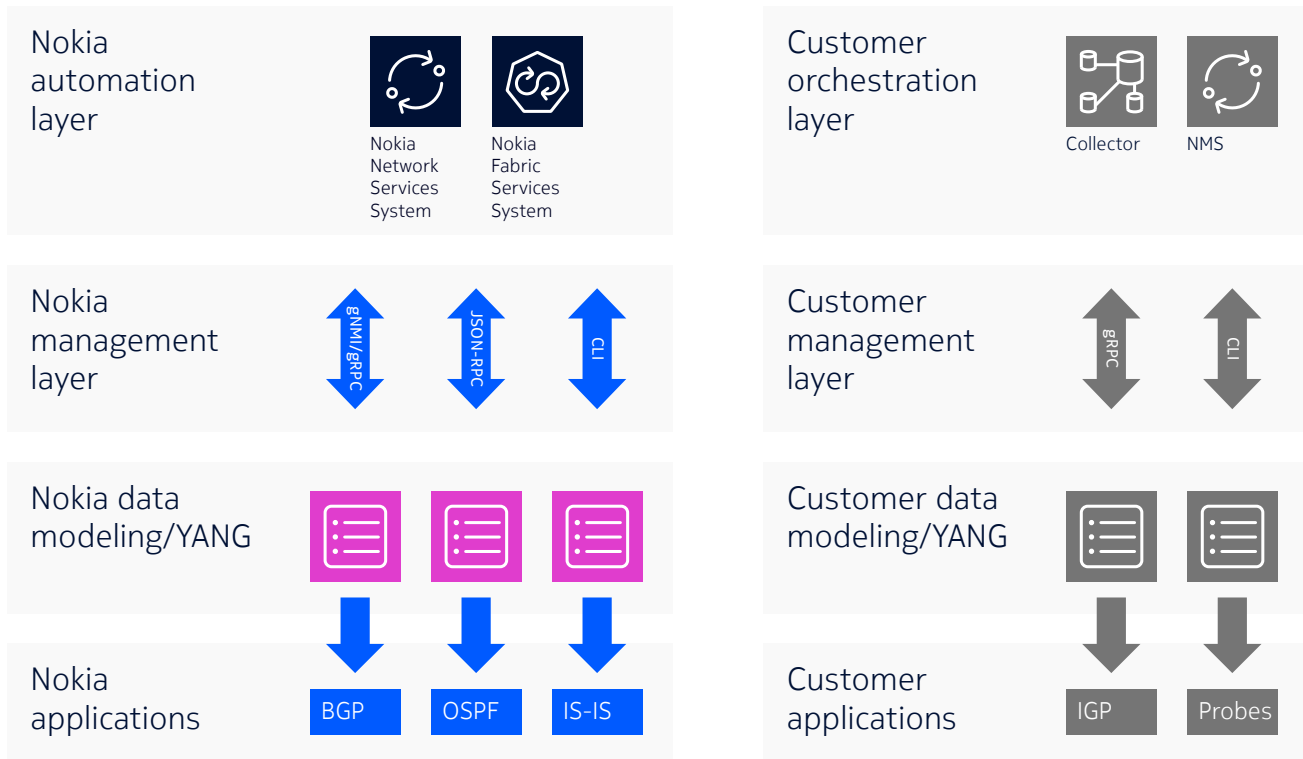 Nokia
automation
layer
Nokia
Network
Services
System
Nokia
Fabric
Services
System
Customer
orchestration
layer
Collector
NMS
Nokia
management
layer
gNMI/gRPC
JSON-RPC
CLI
Customer
management
layer
gRPC
CLI
Nokia data
modeling/YANG
Customer data
modeling/YANG
Nokia
applications
BGP
OSPF
IS-IS
Customer
applications
IGP
Probes